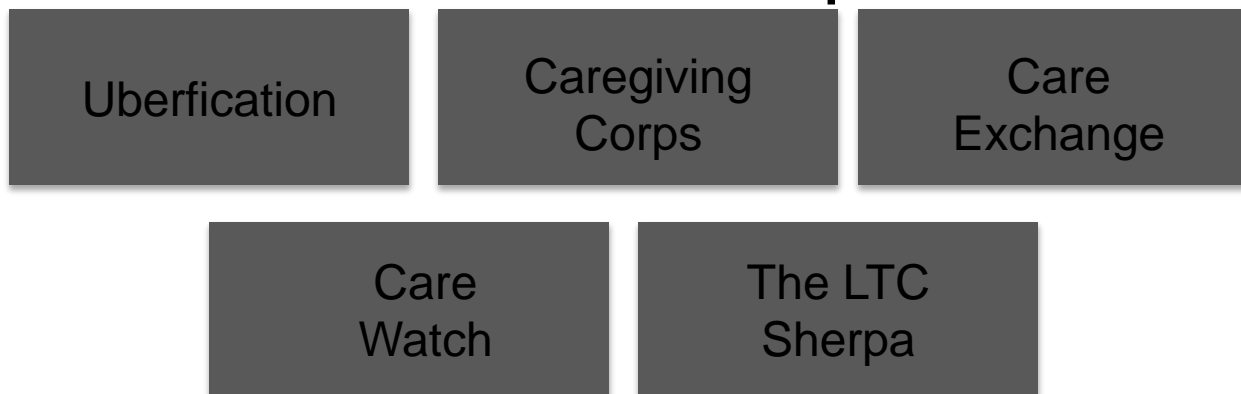 Uberfication
Caregiving
Corps
Care
Exchange
Care
Watch
The LTC
Sherpa